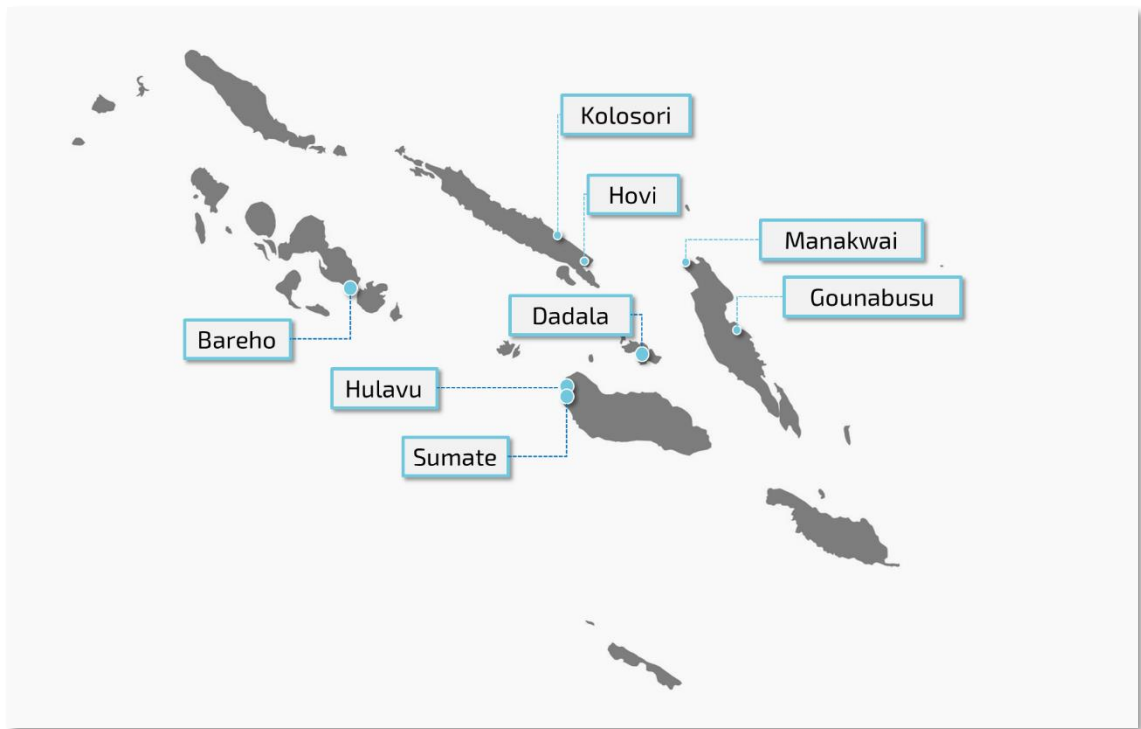 Kolosori
Hovi
Manakwai
Gounabusu
Dadala
Bareho
Hulavu
Sumate